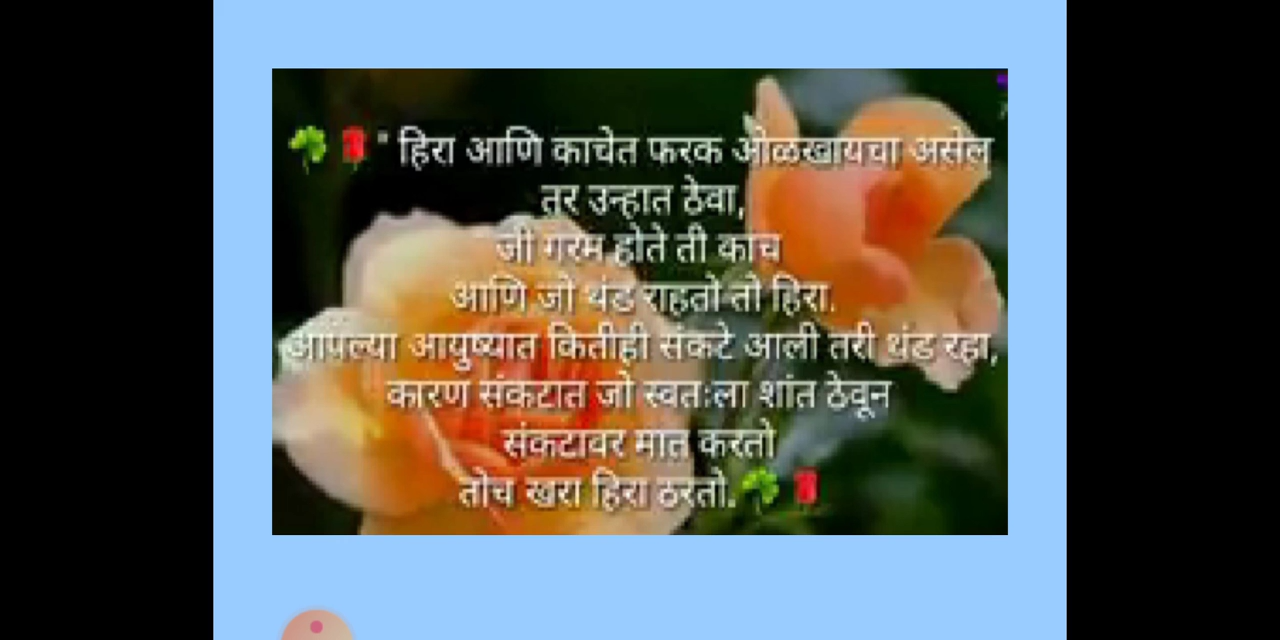 🍀🌹" हिरा आणि काचेत फरक ओळखायचा असेल
तर उन्हात ठेवा,
जी गरम होते ती काच
आणि जो थंड राहतो तो हिरा.
आपल्या आयुष्यात कितीही संकटे आली तरी थंड रहा,
कारण संकटात जो स्वतःला शांत ठेवून
संकटावर मात करतो
तोच खरा हिरा ठरतो.🍀🌹